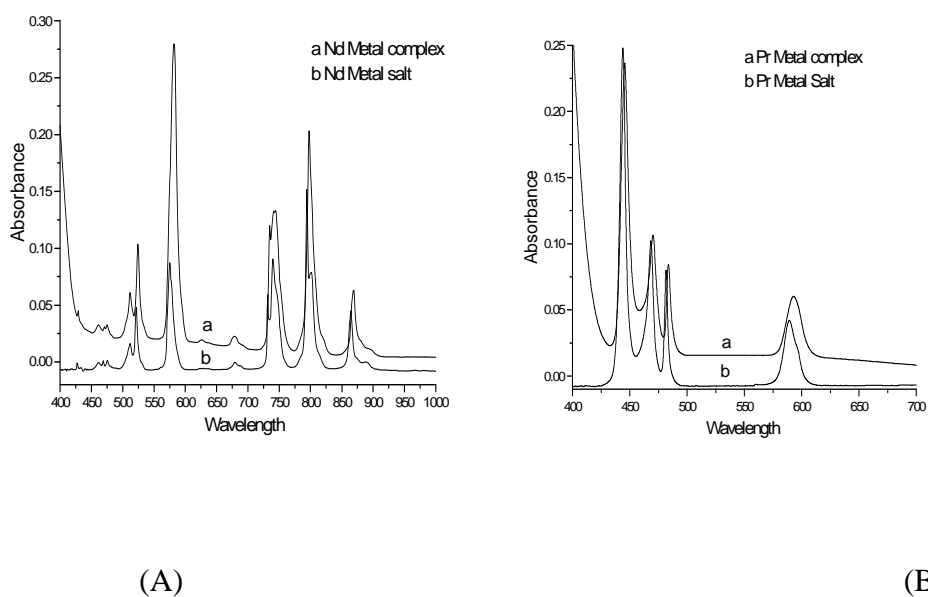 0.30
0.25
0.20
0.15
0.10
0.05
0.00
Absorbance
a Nd Metal complex
b Nd Metal salt
a
b
400 450 500 550 600 650 700 750 800 850 900 950 1000
Wavelength
0.25
0.20
0.15
0.10
0.05
0.00
Absorbance
a Pr Metal complex
b Pr Metal Salt
a
b
400 450 500 550 600 650 700
Wavelength
(A)
(B